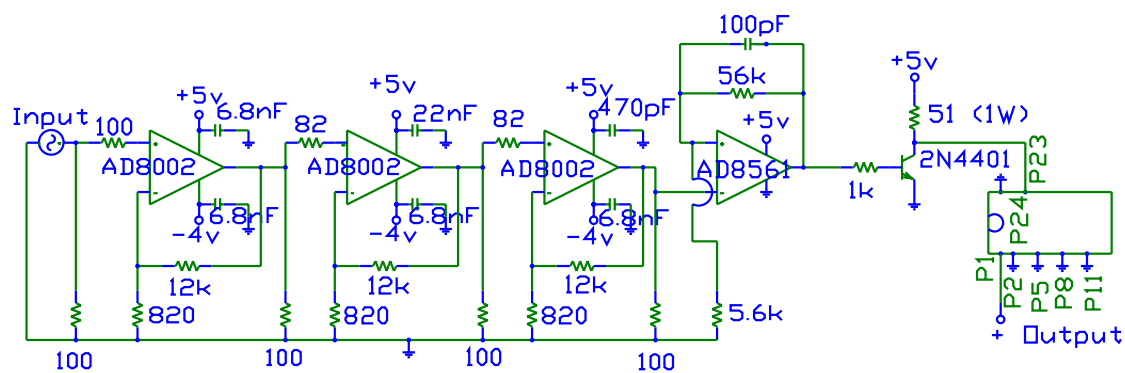 100pF
56k
+5v
+5v
+5v
+5v
+5v
6.8nF
22nF
470pF
Input
100
82
82
51 (1W)
AD8002
AD8002
AD8002
AD8561
2N4401
P23
1k
6.8nF
6.8nF
6.8nF
-4v
-4v
-4v
P24
12k
12k
12k
P1
P2
P5
P8
P11
820
820
820
5.6k
+ Output
100
100
100
100